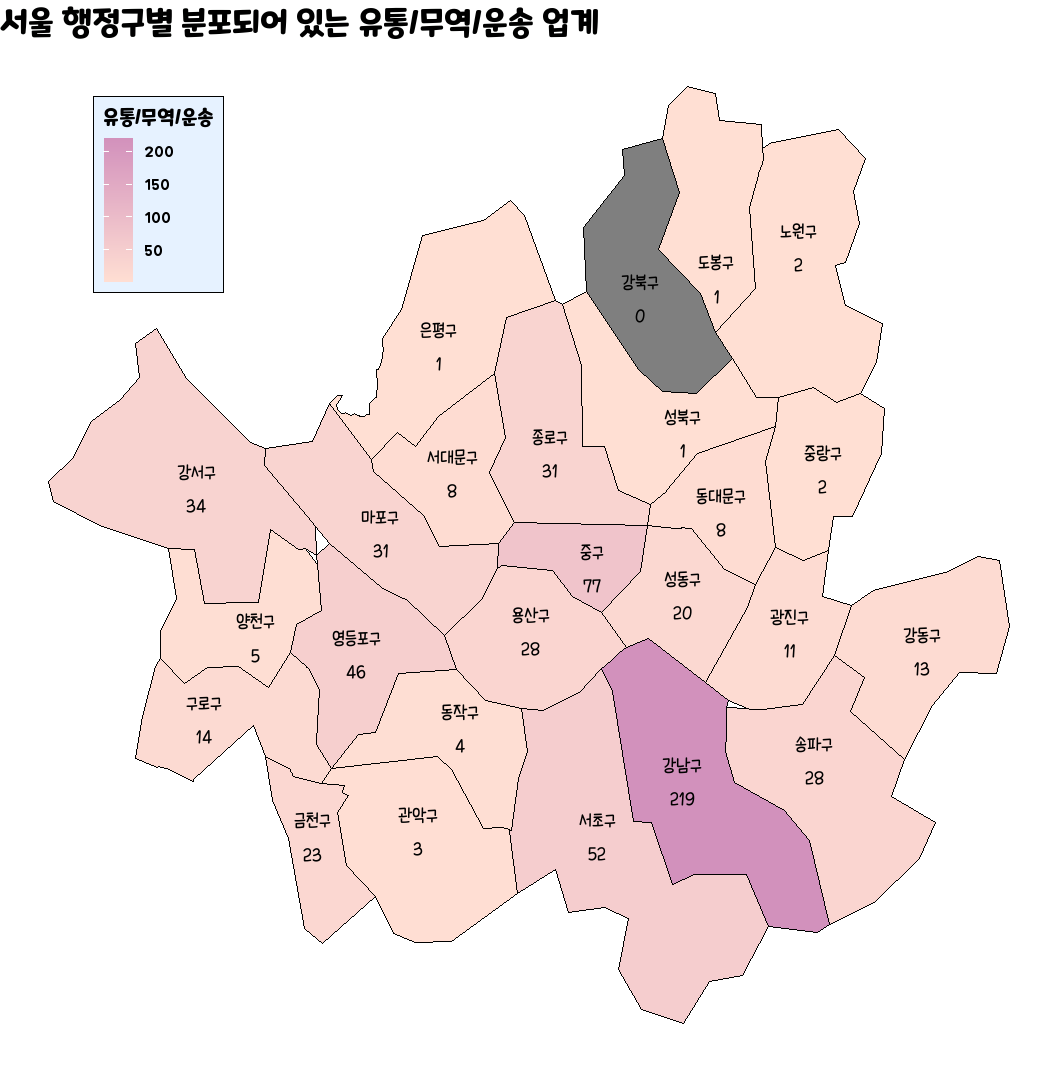 서울 행정구별 분포되어 있는 유통/무역/운송 업계
유통/무역/운송
200
150
100
50
노원구
2
도봉구
1
강북구
0
은평구
1
성북구
1
종로구
31
중랑구
2
서대문구
8
강서구
34
동대문구
8
마포구
31
중구
77
성동구
20
용산구
28
광진구
11
양천구
5
영등포구
46
강동구
13
구로구
14
동작구
4
송파구
28
강남구
219
관악구
3
금천구
23
서초구
52